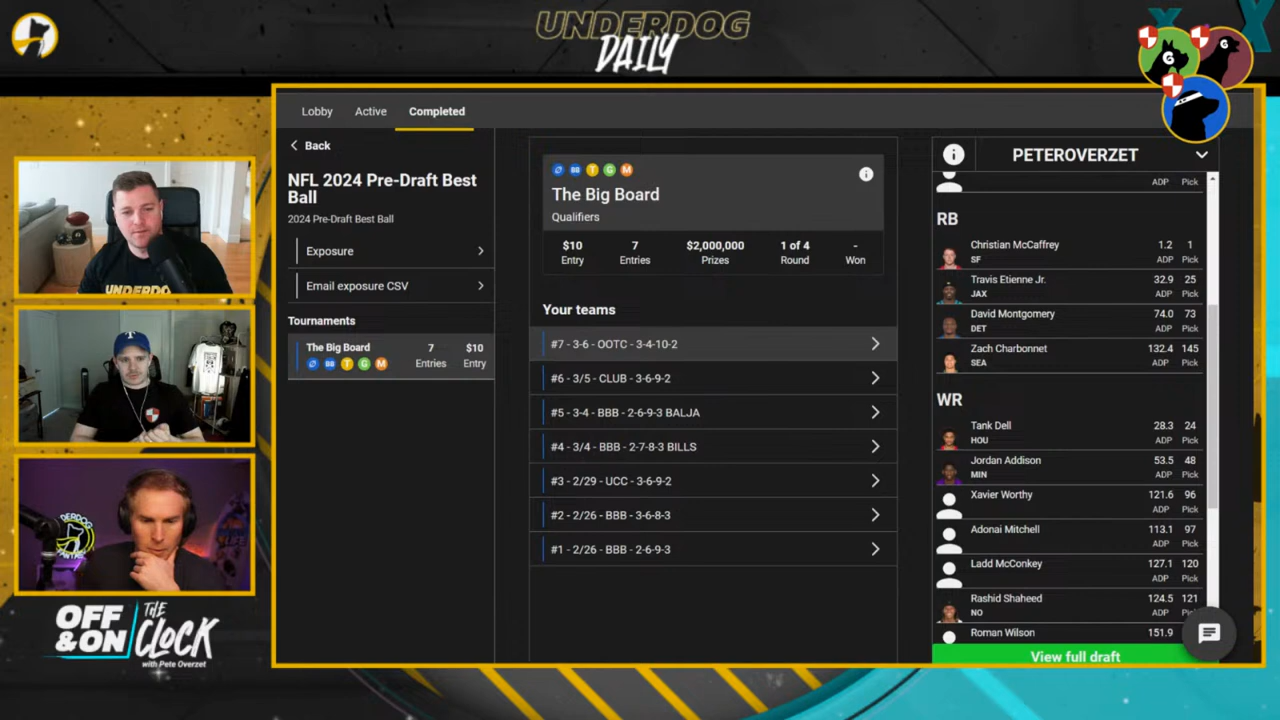 UNDERDOG
DAILY
Lobby Active Completed
Back
NFL 2024 Pre-Draft Best
Ball
2024 Pre-Draft Best Ball
Exposure
Email exposure CSV
Tournaments
The Big Board 7 $10
BB T G M Entries Entry
BB T G M
The Big Board
Qualifiers
$10 7 $2,000,000 1 of 4 -
Entry Entries Prizes Round Won
Your teams
#7 - 3-6 - OOTC - 3-4-10-2
#6 - 3/5 - CLUB - 3-6-9-2
#5 - 3-4 - BBB - 2-6-9-3 BALJA
#4 - 3/4 - BBB - 2-7-8-3 BILLS
#3 - 2/29 - UCC - 3-6-9-2
#2 - 2/26 - BBB - 3-6-8-3
#1 - 2/26 - BBB - 2-6-9-3
PETEROVERZET
ADP Pick
RB
Christian McCaffrey 1.2 1
SF ADP Pick
Travis Etienne Jr. 32.9 25
JAX ADP Pick
David Montgomery 74.0 73
DET ADP Pick
Zach Charbonnet 132.4 145
SEA ADP Pick
WR
Tank Dell 28.3 24
HOU ADP Pick
Jordan Addison 53.5 48
MIN ADP Pick
Xavier Worthy 121.6 96
ADP Pick
Adonai Mitchell 113.1 97
ADP Pick
Ladd McConkey 127.1 120
ADP Pick
Rashid Shaheed 124.5 121
NO ADP Pick
Roman Wilson 151.9
View full draft
OFF
&ON
THE
CLOCK
with Pete Overzet
G
G